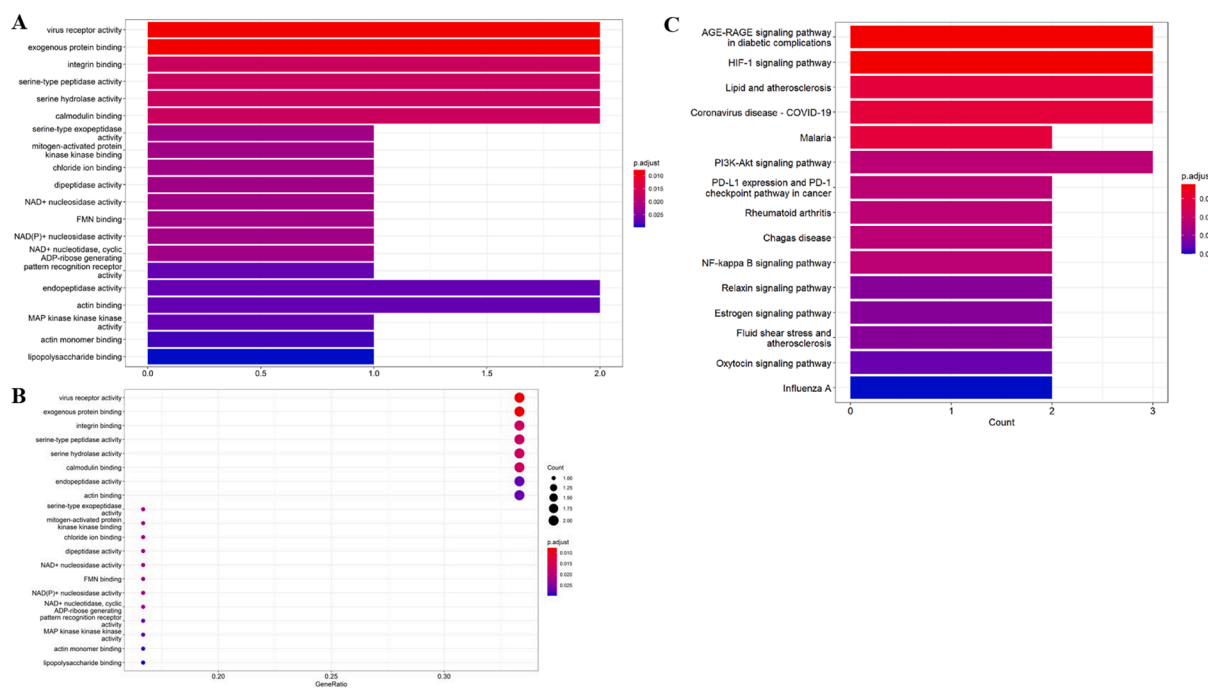 A
virus receptor activity
exogenous protein binding
integrin binding
serine-type peptidase activity
serine hydrolase activity
calmodulin binding
serine-type exopeptidase
activity
mitogen-activated protein
kinase kinase binding
chloride ion binding
dipeptidase activity
NAD+ nucleosidase activity
FMN binding
NAD(P)+ nucleosidase activity
NAD+ nucleotidase, cyclic
ADP-ribose generating
pattern recognition receptor
activity
endopeptidase activity
actin binding
MAP kinase kinase kinase
activity
actin monomer binding
lipopolysaccharide binding
0.0 0.5 1.0 1.5 2.0
p.adjust
0.010
0.015
0.020
0.025
B
virus receptor activity
exogenous protein binding
integrin binding
serine-type peptidase activity
serine hydrolase activity
calmodulin binding
endopeptidase activity
actin binding
serine-type exopeptidase
activity
mitogen-activated protein
kinase kinase binding
chloride ion binding
dipeptidase activity
NAD+ nucleosidase activity
FMN binding
NAD(P)+ nucleosidase activity
NAD+ nucleotidase, cyclic
ADP-ribose generating
pattern recognition receptor
activity
MAP kinase kinase kinase
activity
actin monomer binding
lipopolysaccharide binding
0.20 0.25 0.30
GeneRatio
Count
1.00
1.25
1.50
1.75
2.00
p.adjust
0.010
0.015
0.020
0.025
C
AGE-RAGE signaling pathway
in diabetic complications
HIF-1 signaling pathway
Lipid and atherosclerosis
Coronavirus disease - COVID-19
Malaria
PI3K-Akt signaling pathway
PD-L1 expression and PD-1
checkpoint pathway in cancer
Rheumatoid arthritis
Chagas disease
NF-kappa B signaling pathway
Relaxin signaling pathway
Estrogen signaling pathway
Fluid shear stress and
atherosclerosis
Oxytocin signaling pathway
Influenza A
0 1 2 3
Count
p.adjust
0.0
0.0
0.0
0.0